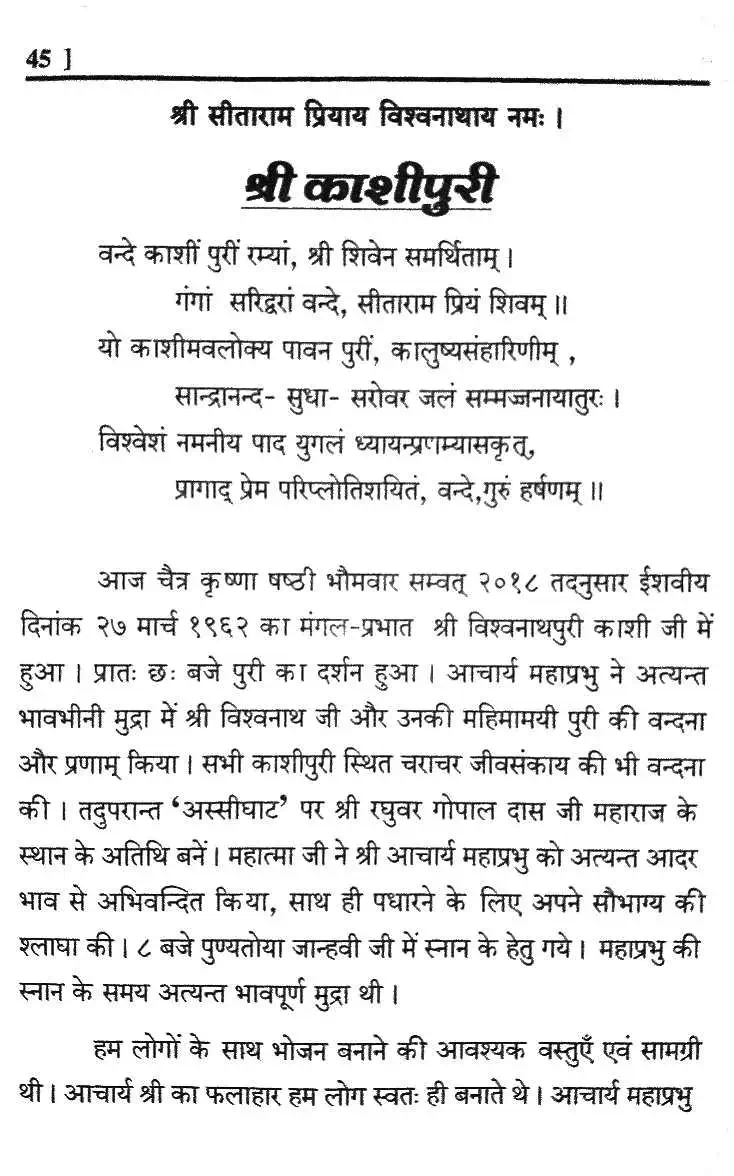 45 ]
श्री सीताराम प्रियाय विश्वनाथाय नमः ।
श्री काशीपुरी
वन्दे काशीं पुरीं रम्यां, श्री शिवेन समर्थिताम् ।
गंगां सरिद्वरां वन्दे, सीताराम प्रियं शिवम् ॥
यो काशीमवलोक्य पावन पुरीं, कालुष्यसंहारिणीम् ,
सान्द्रानन्द- सुधा- सरोवर जलं सम्मज्जनायातुरः ।
विश्वेशं नमनीय पाद युगलं ध्यायन्प्रणम्यासकृत्,
प्रागाद् प्रेम परिप्लोतिशयितं, वन्दे,गुरुं हर्षणम् ॥
आज चैत्र कृष्णा षष्ठी भौमवार सम्वत् २०१८ तदनुसार ईशवीय
दिनांक २७ मार्च १९६२ का मंगल-प्रभात श्री विश्वनाथपुरी काशी जी में
हुआ । प्रातः छः बजे पुरी का दर्शन हुआ । आचार्य महाप्रभु ने अत्यन्त
भावभीनी मुद्रा में श्री विश्वनाथ जी और उनकी महिमामयी पुरी की वन्दना
और प्रणाम् किया । सभी काशीपुरी स्थित चराचर जीवसंकाय की भी वन्दना
की । तदुपरान्त ‘अस्सीघाट’ पर श्री रघुवर गोपाल दास जी महाराज के
स्थान के अतिथि बनें । महात्मा जी ने श्री आचार्य महाप्रभु को अत्यन्त आदर
भाव से अभिवन्दित किया, साथ ही पधारने के लिए अपने सौभाग्य की
श्लाघा की । ८ बजे पुण्यतोया जान्हवी जी में स्नान के हेतु गये । महाप्रभु की
स्नान के समय अत्यन्त भावपूर्ण मुद्रा थी ।
हम लोगों के साथ भोजन बनाने की आवश्यक वस्तुएँ एवं सामग्री
थी । आचार्य श्री का फलाहार हम लोग स्वतः ही बनाते थे । आचार्य महाप्रभु